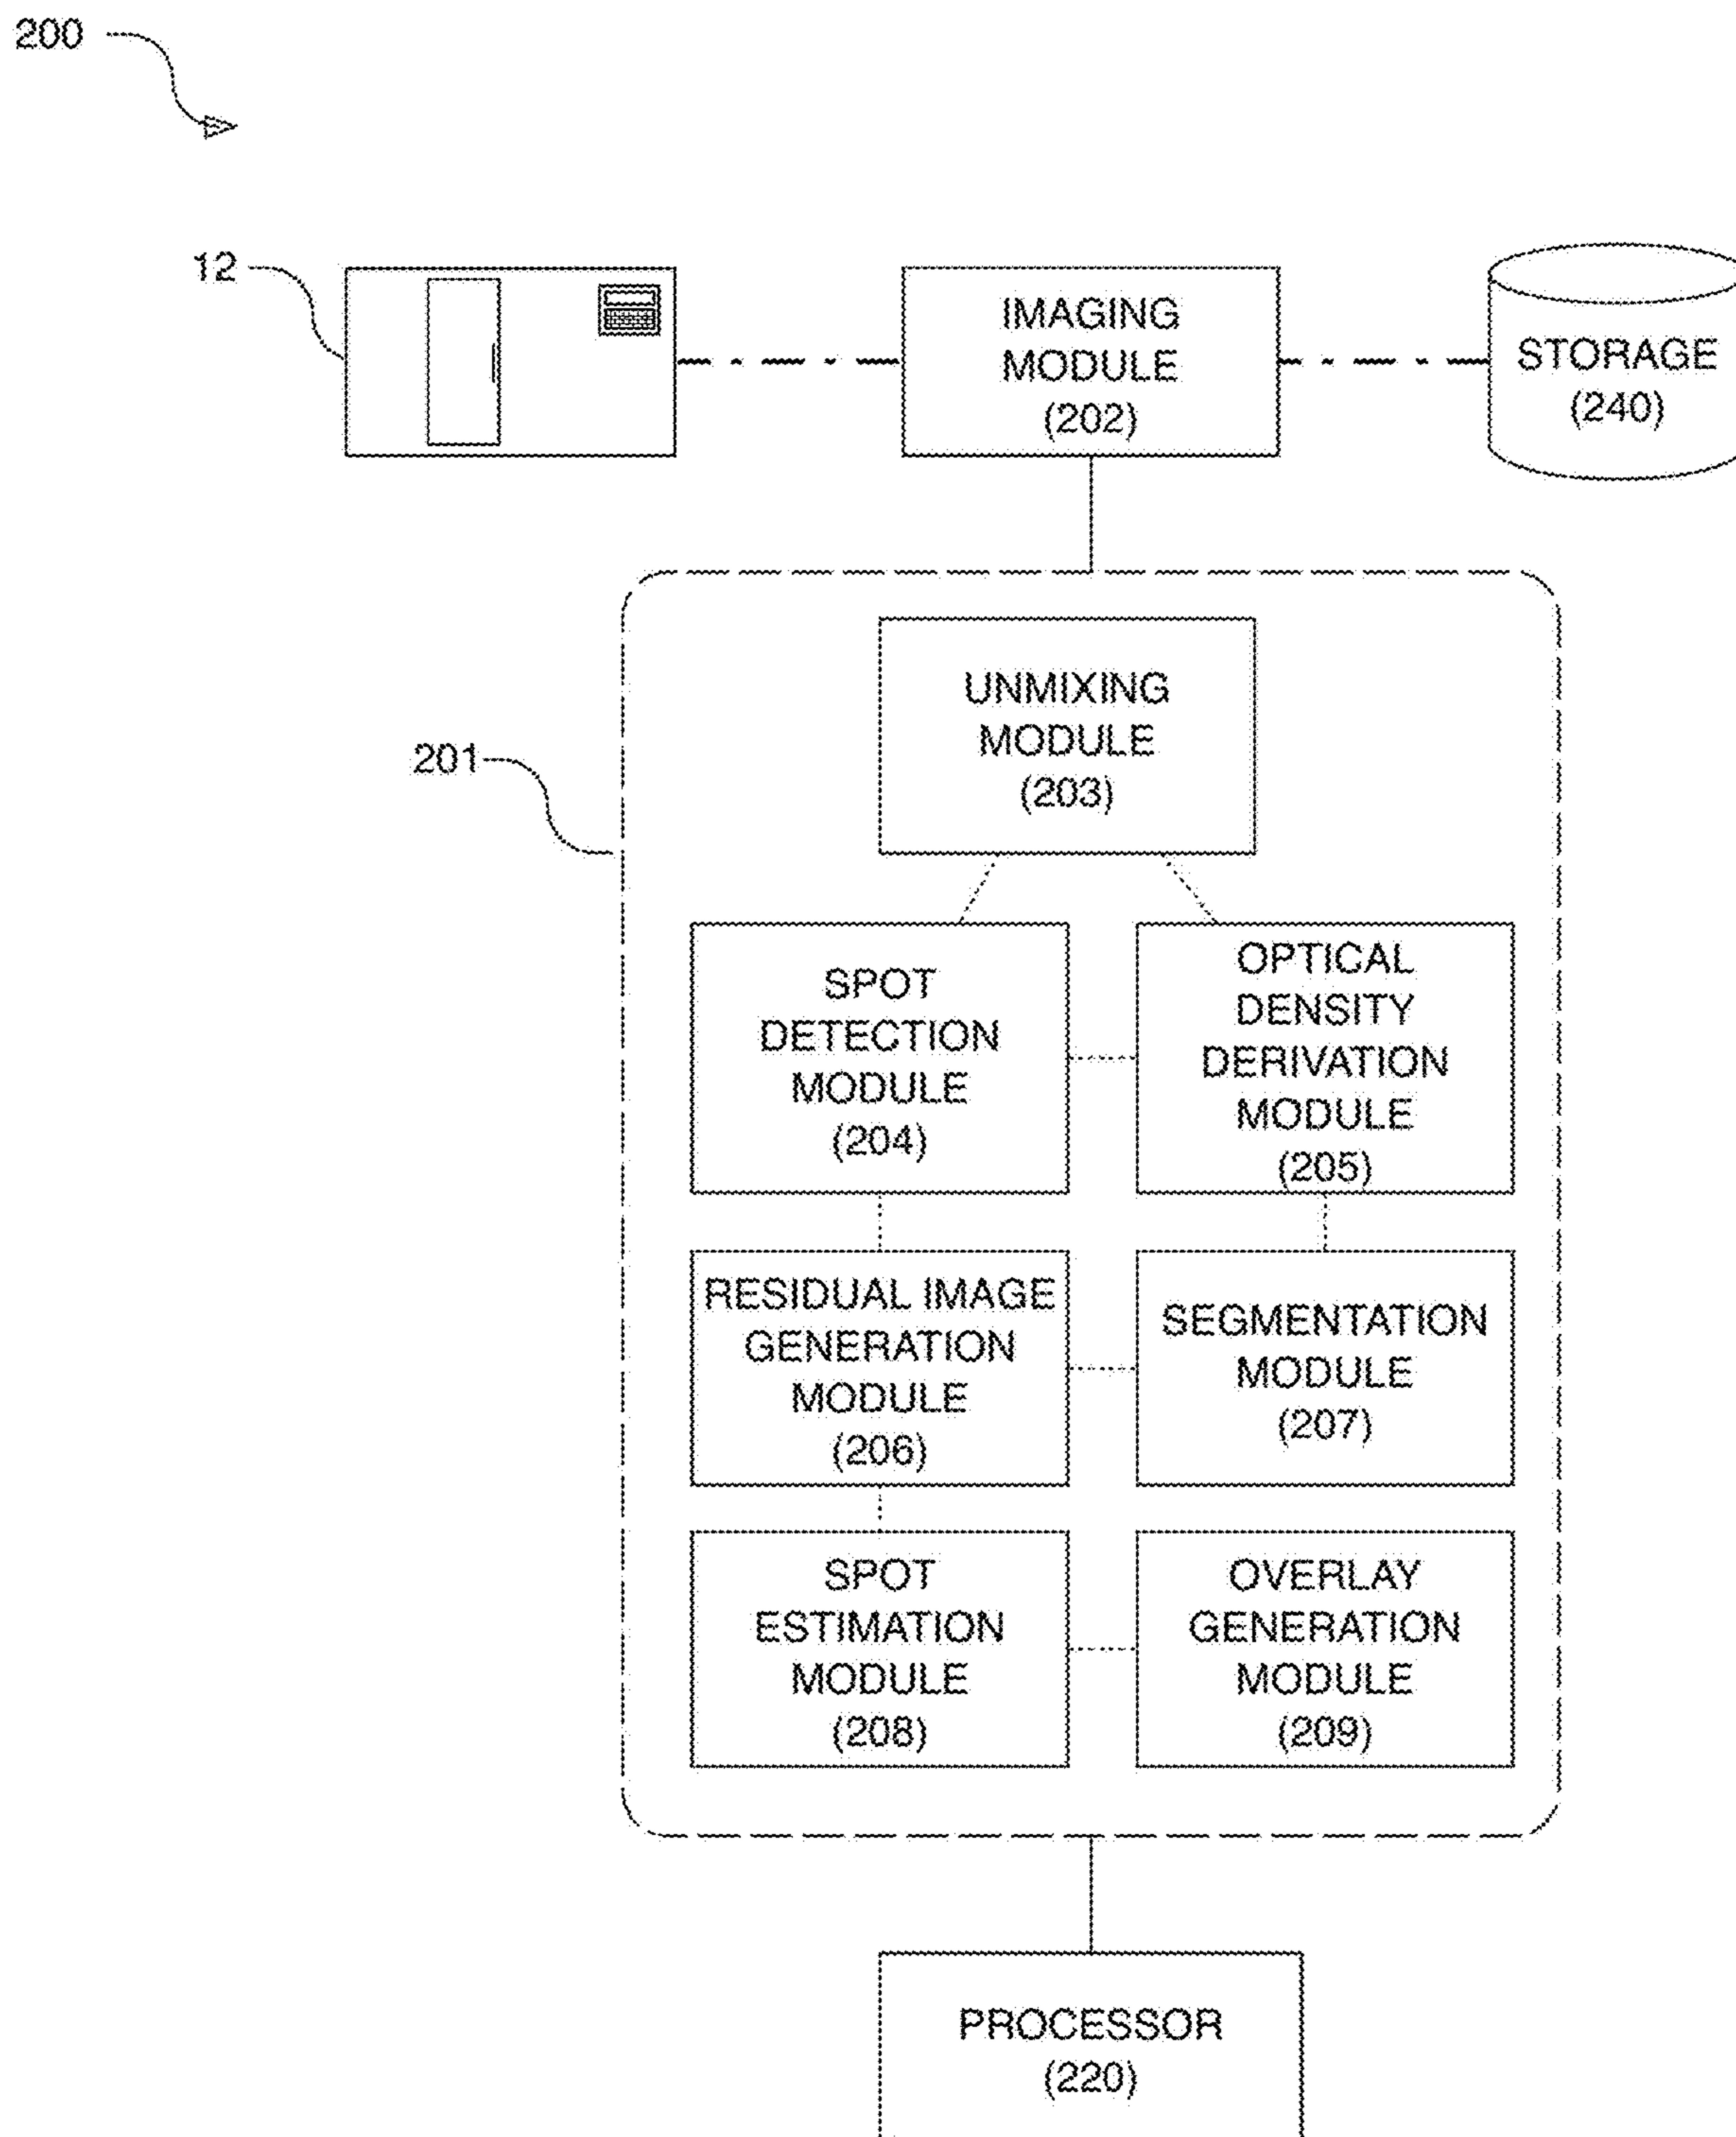 200
12
IMAGING
MODULE
(202)
STORAGE
(240)
201
UNMIXING
MODULE
(203)
SPOT
DETECTION
MODULE
(204)
OPTICAL
DENSITY
DERIVATION
MODULE
(205)
RESIDUAL IMAGE
GENERATION
MODULE
(206)
SEGMENTATION
MODULE
(207)
SPOT
ESTIMATION
MODULE
(208)
OVERLAY
GENERATION
MODULE
(209)
PROCESSOR
(220)